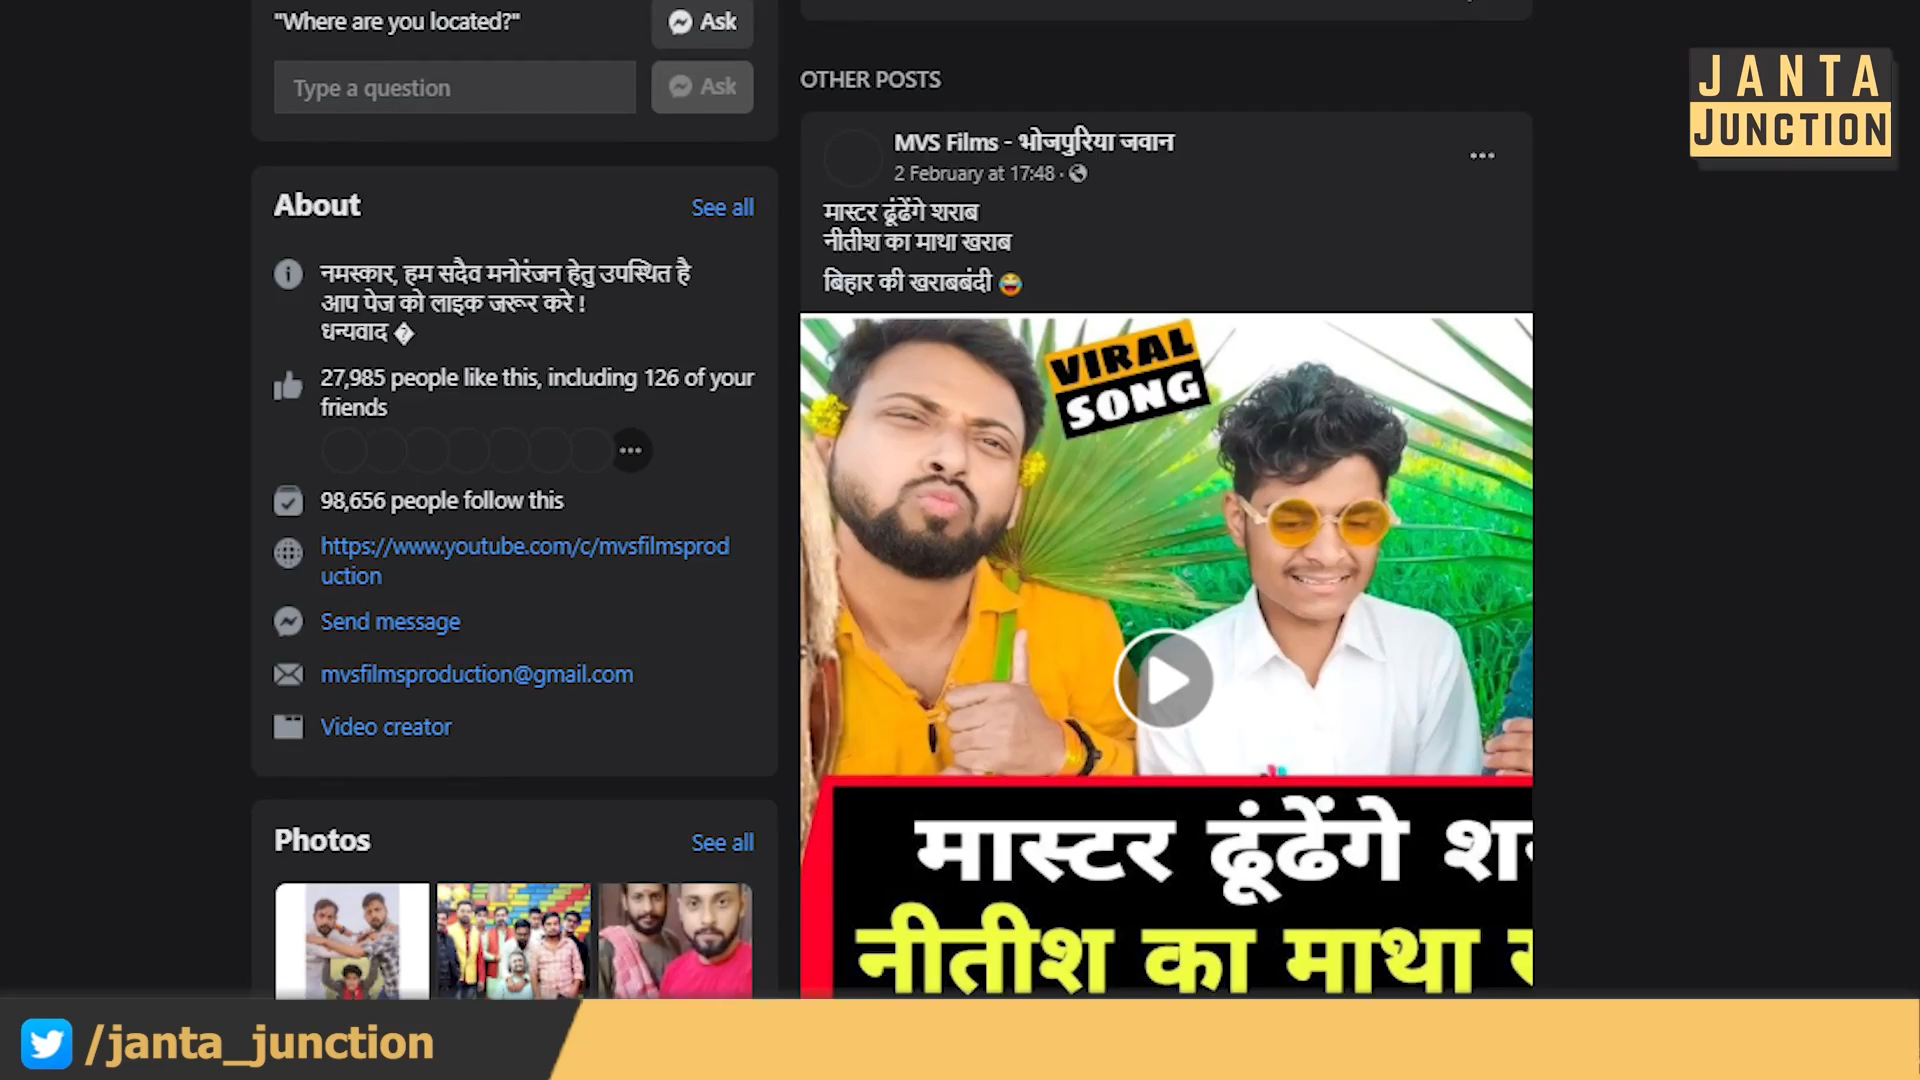 "Where are you located?"
Ask
Type a question
Ask
About
See all
नमस्कार, हम सदैव मनोरंजन हेतु उपस्थित है
आप पेज को लाइक जरूर करे !
धन्यवाद �
27,985 people like this, including 126 of your
friends
98,656 people follow this
https://www.youtube.com/c/mvsfilmsprod
uction
Send message
mvsfilmsproduction@gmail.com
Video creator
Photos
See all
OTHER POSTS
MVS Films - भोजपुरिया जवान
2 February at 17:48 ·
मास्टर ढूंढेंगे शराब
नीतीश का माथा खराब
बिहार की खराबबंदी 😂
VIRAL
SONG
मास्टर ढूंढेंगे
नीतीश का माथा
JANTA
JUNCTION
/janta_junction